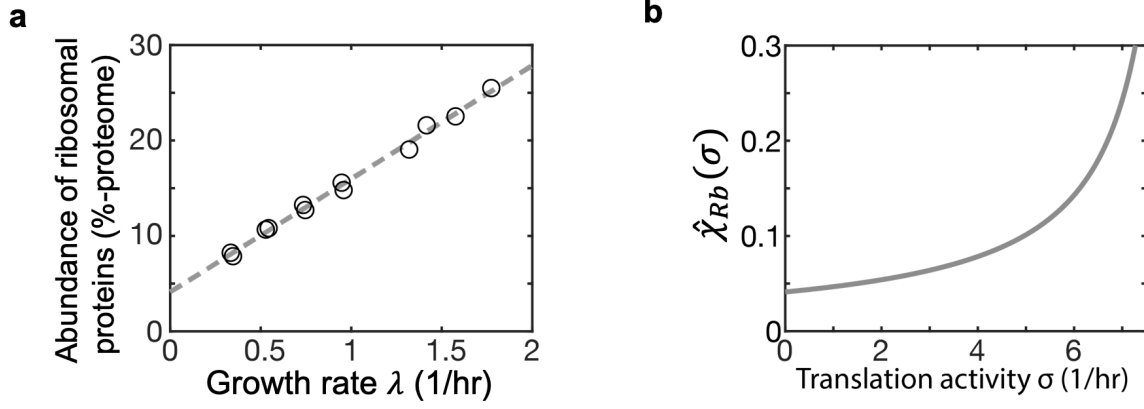 a
Abundance of ribosomal
proteins (%-proteome)
30
20
10
0
0 0.5 1 1.5 2
Growth rate λ (1/hr)
b
χ̂_Rb(σ)
0.3
0.2
0.1
0
0 2 4 6
Translation activity σ (1/hr)